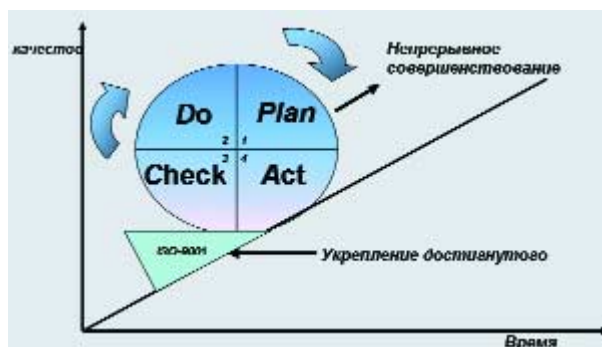 качество
Непрерывное
совершенствование
Do
Plan
2
1
3
4
Check
Act
ISO-9001
Укрепление достигнутого
Время